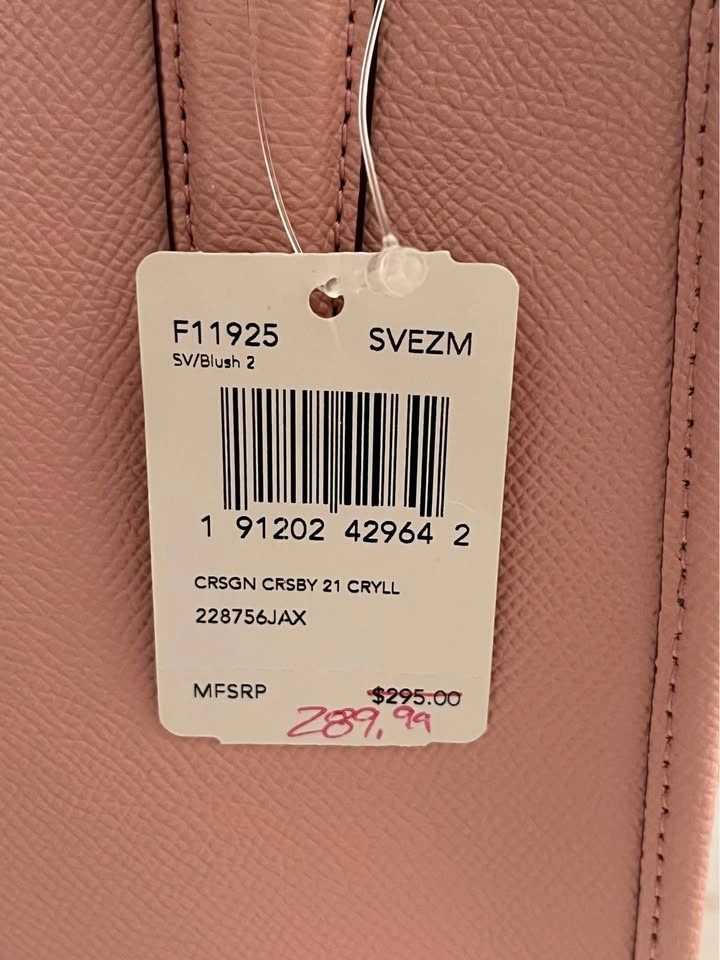 F11925 SVEZM
SV/Blush 2
1 91202 42964 2
CRSGN CRSBY 21 CRYLL
228756JAX
MFSRP $295.00
289.99